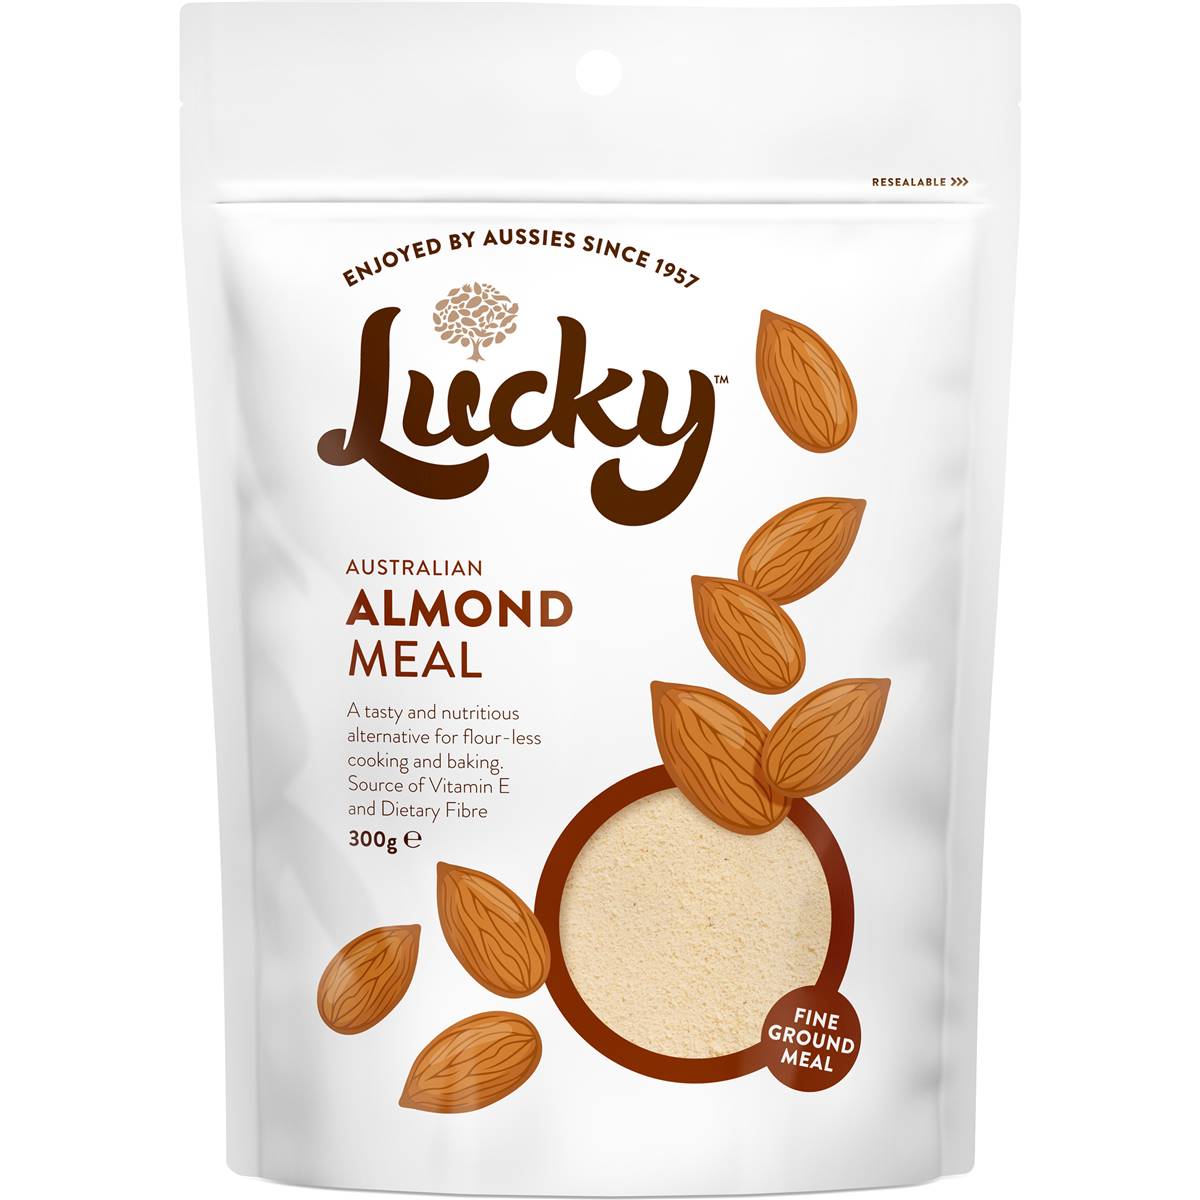 RESEALABLE >>>
ENJOYED BY AUSSIES SINCE 1957
Lucky™
AUSTRALIAN
ALMOND
MEAL
A tasty and nutritious
alternative for flour-less
cooking and baking.
Source of Vitamin E
and Dietary Fibre
300g ℮
FINE
GROUND
MEAL